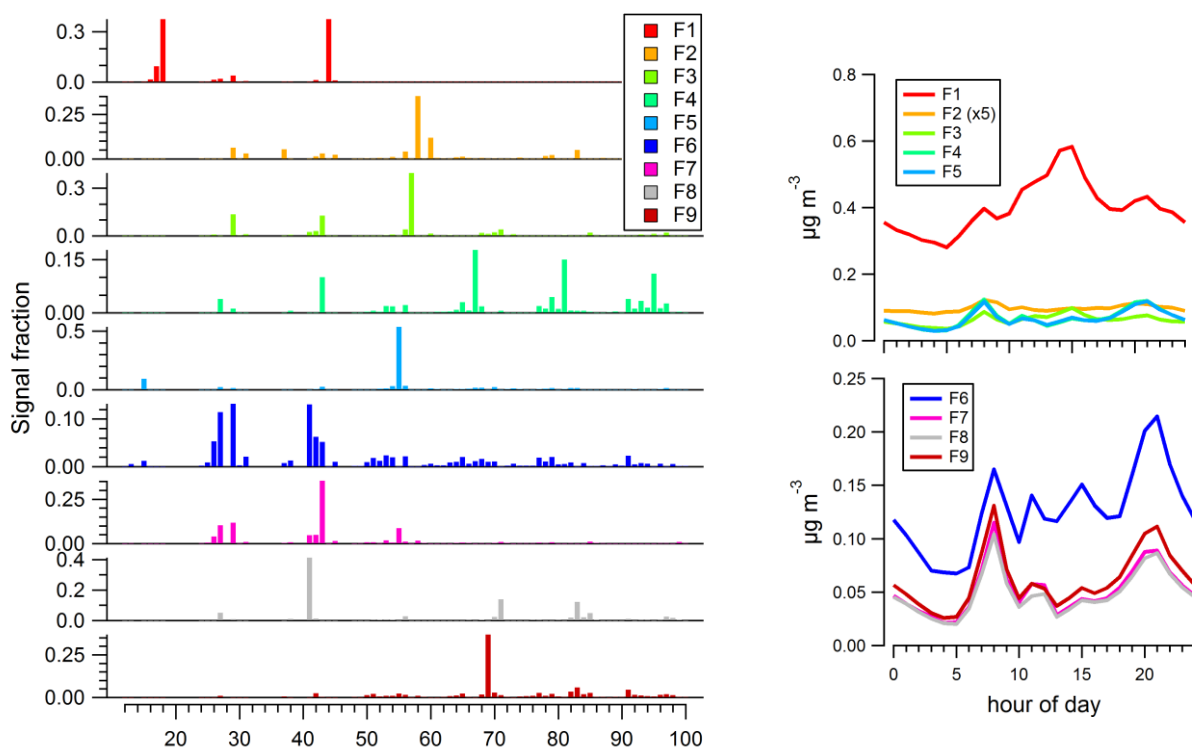 Signal fraction
0.3
0.0
0.25
0.00
0.3
0.0
0.15
0.00
0.5
0.0
0.10
0.00
0.25
0.00
0.4
0.2
0.0
0.25
0.00
20 30 40 50 60 70 80 90 100
F1
F2
F3
F4
F5
F6
F7
F8
F9
µg m⁻³
0.8
0.6
0.4
0.2
0.0
F1
F2 (x5)
F3
F4
F5
µg m⁻³
0.25
0.20
0.15
0.10
0.05
0.00
F6
F7
F8
F9
0 5 10 15 20
hour of day